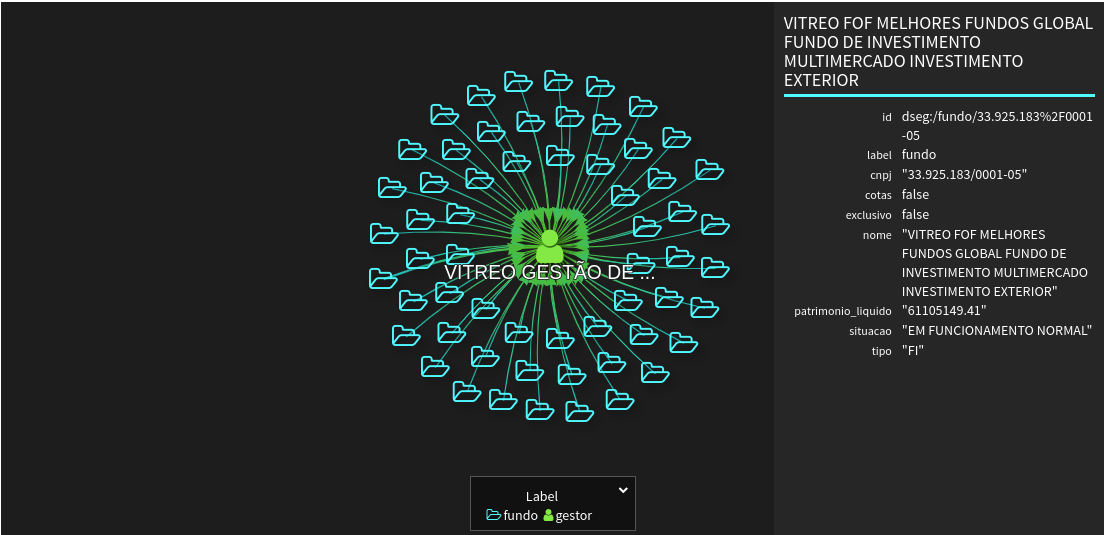 VITREO GESTÃO DE ...
Label
fundo gestor
VITREO FOF MELHORES FUNDOS GLOBAL
FUNDO DE INVESTIMENTO
MULTIMERCADO INVESTIMENTO
EXTERIOR
id dseg:/fundo/33.925.183%2F0001
-05
label fundo
cnpj "33.925.183/0001-05"
cotas false
exclusivo false
nome "VITREO FOF MELHORES
FUNDOS GLOBAL FUNDO DE
INVESTIMENTO MULTIMERCADO
INVESTIMENTO EXTERIOR"
patrimonio_liquido "61105149.41"
situacao "EM FUNCIONAMENTO NORMAL"
tipo "FI"